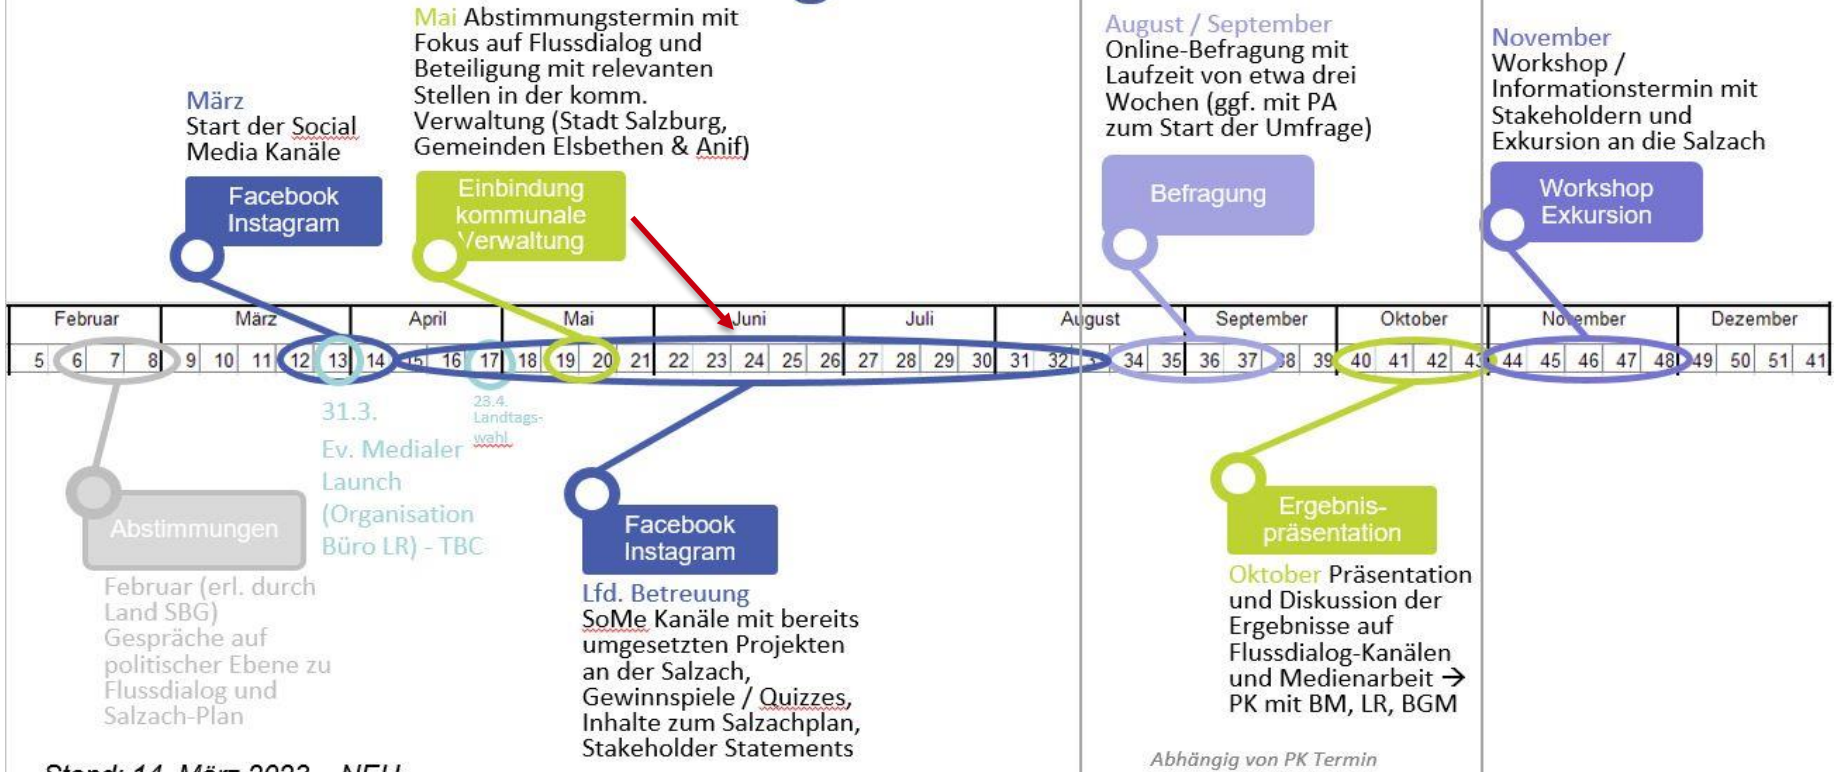 Mai Abstimmungstermin mit
Fokus auf Flussdialog und
Beteiligung mit relevanten
Stellen in der komm.
Verwaltung (Stadt Salzburg,
Gemeinden Elsbethen & Anif)
August / September
Online-Befragung mit
Laufzeit von etwa drei
Wochen (ggf. mit PA
zum Start der Umfrage)
November
Workshop /
Informationstermin mit
Stakeholdern und
Exkursion an die Salzach
März
Start der Social
Media Kanäle
Facebook
Instagram
Einbindung
kommunale
Verwaltung
Befragung
Workshop
Exkursion
Februar März April Mai Juni Juli August September Oktober November Dezember
5 6 7 8 9 10 11 12 13 14 15 16 17 18 19 20 21 22 23 24 25 26 27 28 29 30 31 32 33 34 35 36 37 38 39 40 41 42 43 44 45 46 47 48 49 50 51 41
31.3.
Ev. Medialer
Launch
(Organisation
Büro LR) - TBC
23.4.
Landtags-
wahl
Abstimmungen
Februar (erl. durch
Land SBG)
Gespräche auf
politischer Ebene zu
Flussdialog und
Salzach-Plan
Facebook
Instagram
Lfd. Betreuung
SoMe Kanäle mit bereits
umgesetzten Projekten
an der Salzach,
Gewinnspiele / Quizzes,
Inhalte zum Salzachplan,
Stakeholder Statements
Ergebnis-
präsentation
Oktober Präsentation
und Diskussion der
Ergebnisse auf
Flussdialog-Kanälen
und Medienarbeit →
PK mit BM, LR, BGM
Abhängig von PK Termin
Stand: 14. März 2023 – NEU